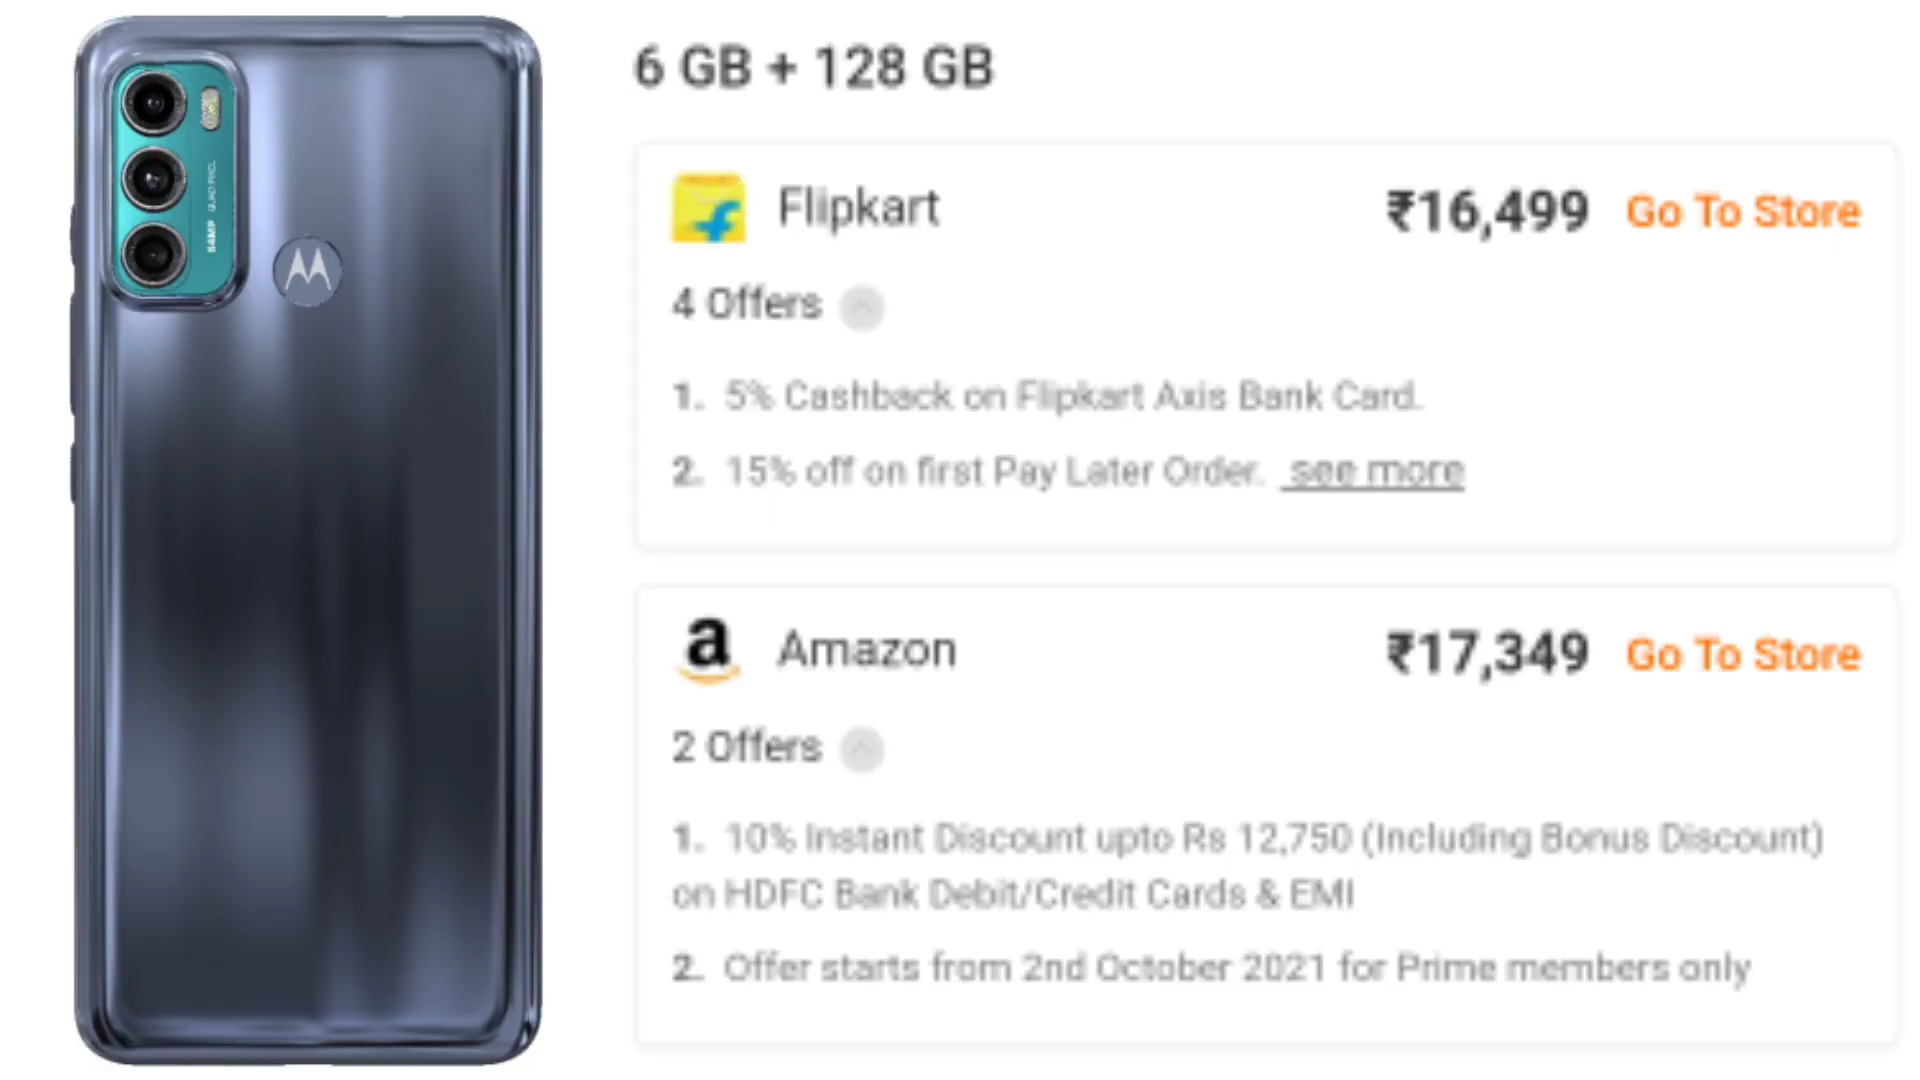 64MP QUAD PIXEL
6 GB + 128 GB
Flipkart ₹16,499 Go To Store
4 Offers
1. 5% Cashback on Flipkart Axis Bank Card.
2. 15% off on first Pay Later Order. see more
a Amazon ₹17,349 Go To Store
2 Offers
1. 10% Instant Discount upto Rs 12,750 (Including Bonus Discount)
on HDFC Bank Debit/Credit Cards & EMI
2. Offer starts from 2nd October 2021 for Prime members only